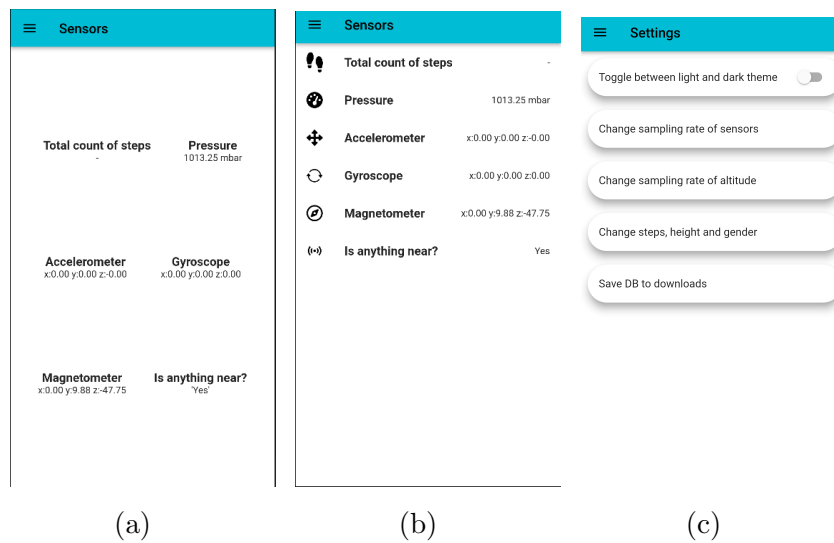 Sensors
Total count of steps
-
Pressure
1013.25 mbar
Accelerometer
x:0.00 y:0.00 z:-0.00
Gyroscope
x:0.00 y:0.00 z:0.00
Magnetometer
x:0.00 y:9.88 z:-47.75
Is anything near?
'Yes'
(a)
Sensors
Total count of steps -
Pressure 1013.25 mbar
Accelerometer x:0.00 y:0.00 z:-0.00
Gyroscope x:0.00 y:0.00 z:0.00
Magnetometer x:0.00 y:9.88 z:-47.75
Is anything near? Yes
(b)
Settings
Toggle between light and dark theme
Change sampling rate of sensors
Change sampling rate of altitude
Change steps, height and gender
Save DB to downloads
(c)